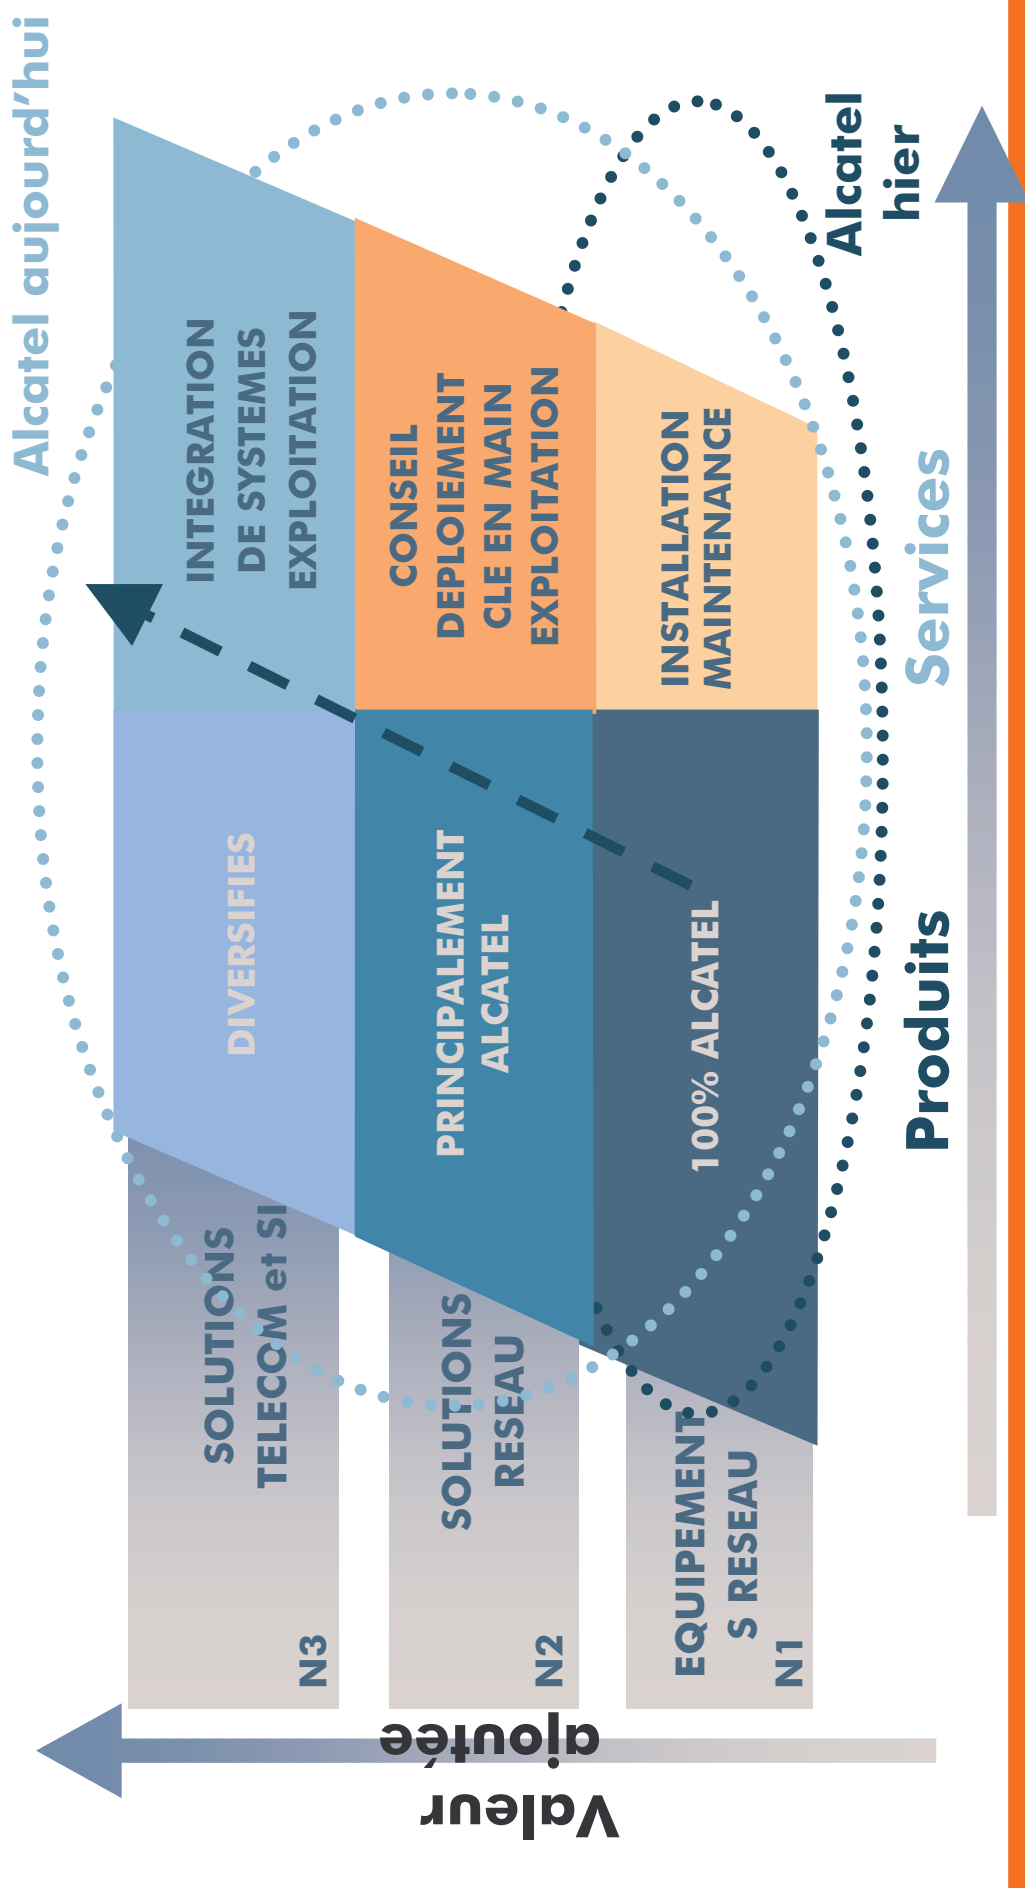 Alcatel aujourd'hui
Valeur
ajoutée
N3
SOLUTIONS
TELECOM et SI
DIVERSIFIES
INTEGRATION
DE SYSTEMES
EXPLOITATION
N2
SOLUTIONS
RESEAU
PRINCIPALEMENT
ALCATEL
CONSEIL
DEPLOIEMENT
CLE EN MAIN
EXPLOITATION
N1
EQUIPEMENT
S RESEAU
100% ALCATEL
INSTALLATION
MAINTENANCE
Alcatel
hier
Produits
Services